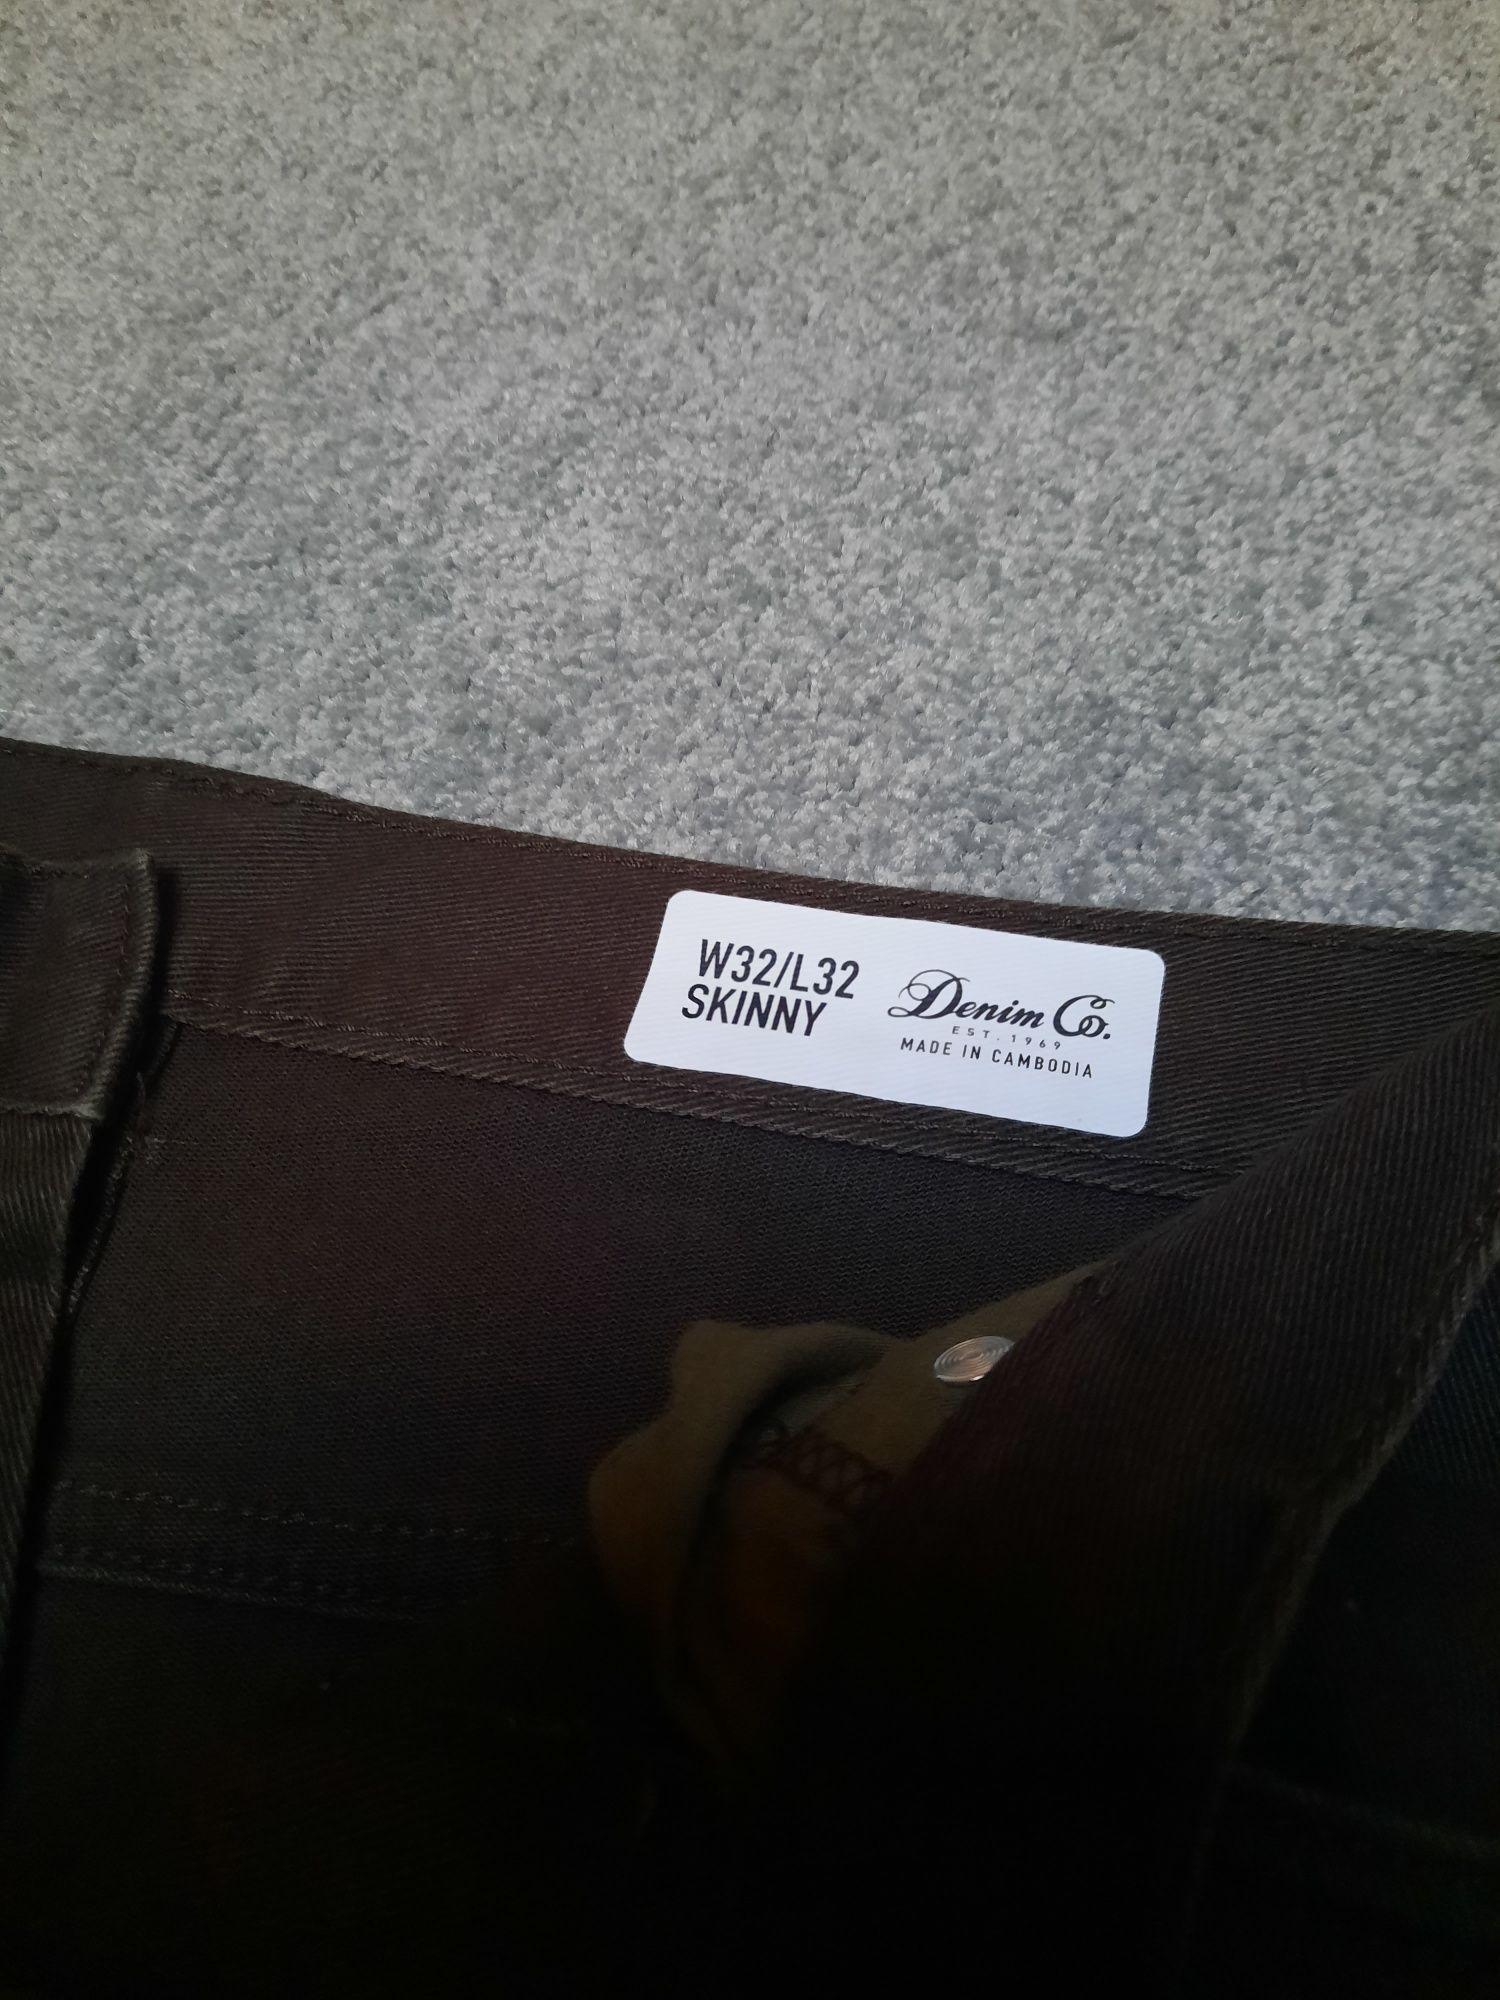 W32/L32
SKINNY
Denim Co.
EST. 1969
MADE IN CAMBODIA